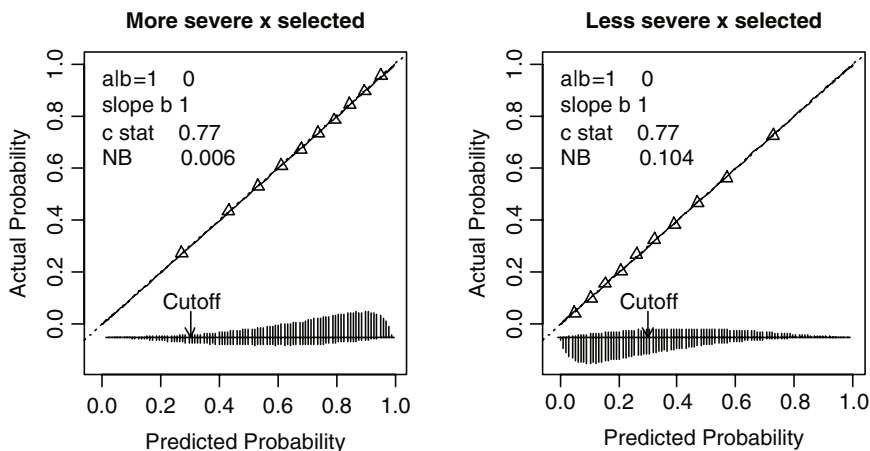 More severe x selected
Actual Probability
1.0
0.8
0.6
0.4
0.2
0.0
alb=1 0
slope b 1
c stat 0.77
NB 0.006
Cutoff
0.0 0.2 0.4 0.6 0.8 1.0
Predicted Probability
Less severe x selected
Actual Probability
1.0
0.8
0.6
0.4
0.2
0.0
alb=1 0
slope b 1
c stat 0.77
NB 0.104
Cutoff
0.0 0.2 0.4 0.6 0.8 1.0
Predicted Probability